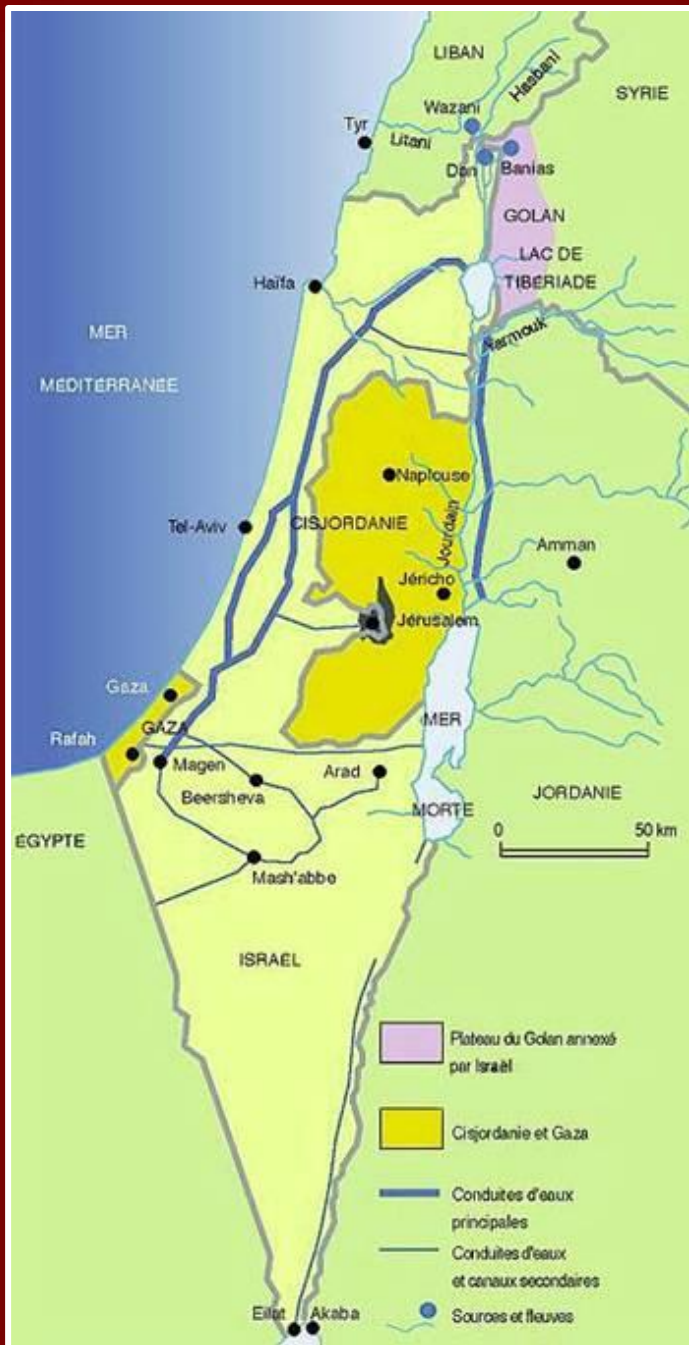 LIBAN
Hasbani
SYRIE
Wazani
Tyr
Litani
Dan
Banias
GOLAN
LAC DE
TIBÉRIADE
Haïfa
Yarmouk
MER
MÉDITERRANÉE
Naplouse
CISJORDANIE
Tel-Aviv
Jourdain
Amman
Jéricho
Jérusalem
Gaza
GAZA
MER
Rafah
Magen
Arad
Beersheva
MORTE
JORDANIE
ÉGYPTE
0 50 km
Mash'abbe
ISRAËL
Plateau du Golan annexé
par Israël
Cisjordanie et Gaza
Conduites d'eaux
principales
Conduites d'eaux
et canaux secondaires
Sources et fleuves
Eilat
Akaba